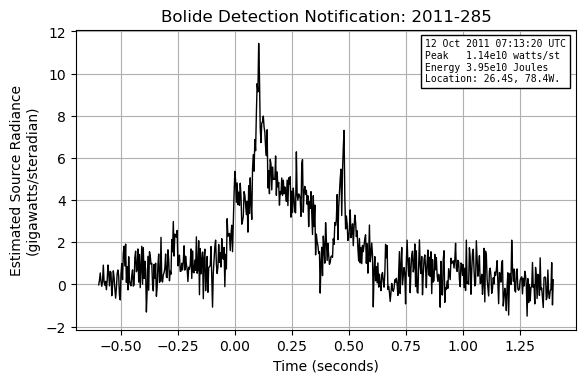 Bolide Detection Notification: 2011-285
12 Oct 2011 07:13:20 UTC
Peak   1.14e10 watts/st
Energy 3.95e10 Joules
Location: 26.4S, 78.4W.
Estimated Source Radiance
(gigawatts/steradian)
12
10
8
6
4
2
0
−2
−0.50 −0.25 0.00 0.25 0.50 0.75 1.00 1.25
Time (seconds)